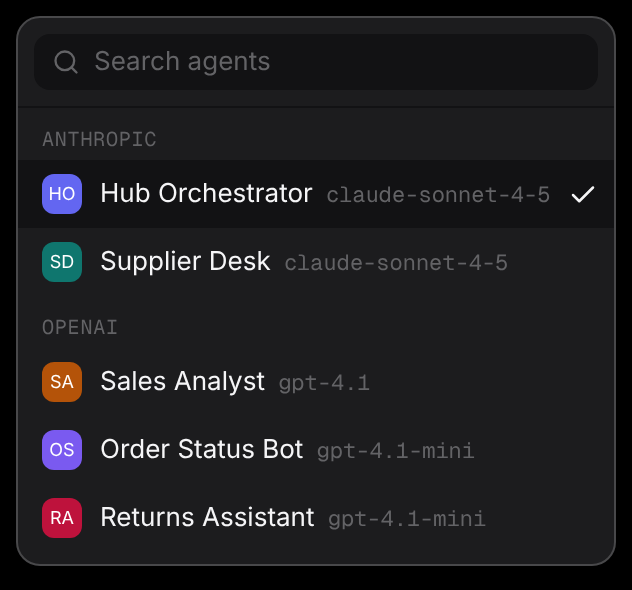 Search agents
ANTHROPIC
HO Hub Orchestrator claude-sonnet-4-5
SD Supplier Desk claude-sonnet-4-5
OPENAI
SA Sales Analyst gpt-4.1
OS Order Status Bot gpt-4.1-mini
RA Returns Assistant gpt-4.1-mini